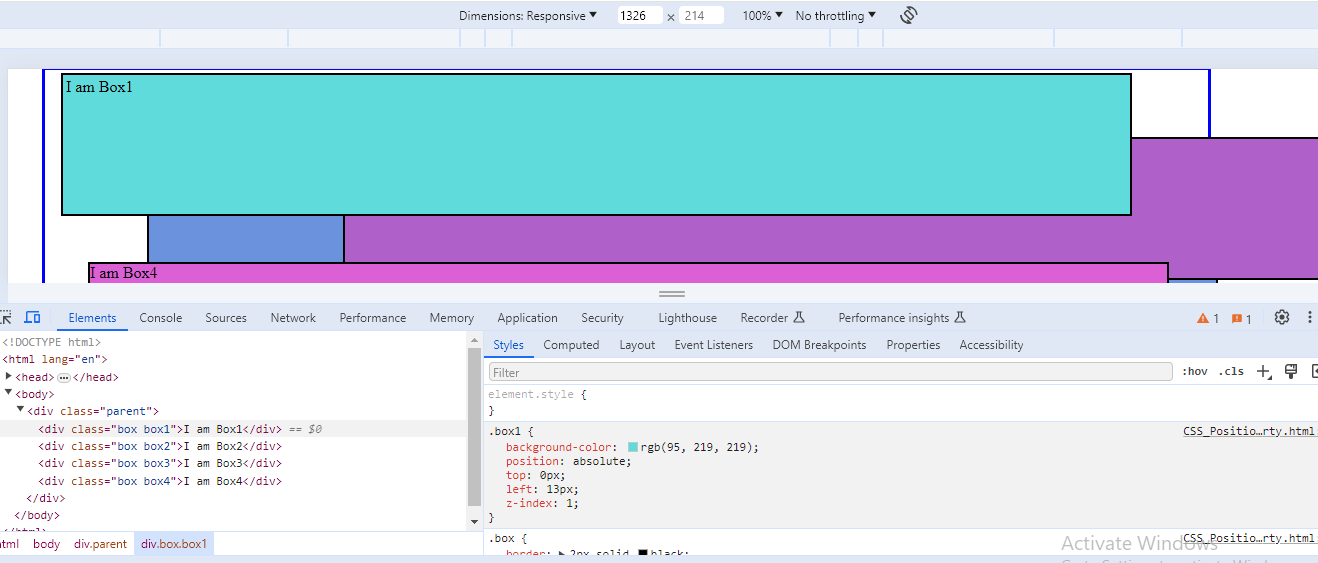 Dimensions: Responsive ▼ 1326 × 214 100% ▼ No throttling ▼
I am Box1
I am Box4
Elements Console Sources Network Performance Memory Application Security Lighthouse Recorder Performance insights 1 1
<!DOCTYPE html>
<html lang="en">
▶<head>…</head>
▼<body>
▼<div class="parent">
<div class="box box1">I am Box1</div> == $0
<div class="box box2">I am Box2</div>
<div class="box box3">I am Box3</div>
<div class="box box4">I am Box4</div>
</div>
</body>
</html>
html body div.parent div.box.box1
Styles Computed Layout Event Listeners DOM Breakpoints Properties Accessibility
Filter :hov .cls
element.style {
}
.box1 { CSS_Positio…rty.html:
background-color: rgb(95, 219, 219);
position: absolute;
top: 0px;
left: 13px;
z-index: 1;
}
.box { CSS_Positio…rty.html:
border: ▶ 2px solid black;
Activate Windows